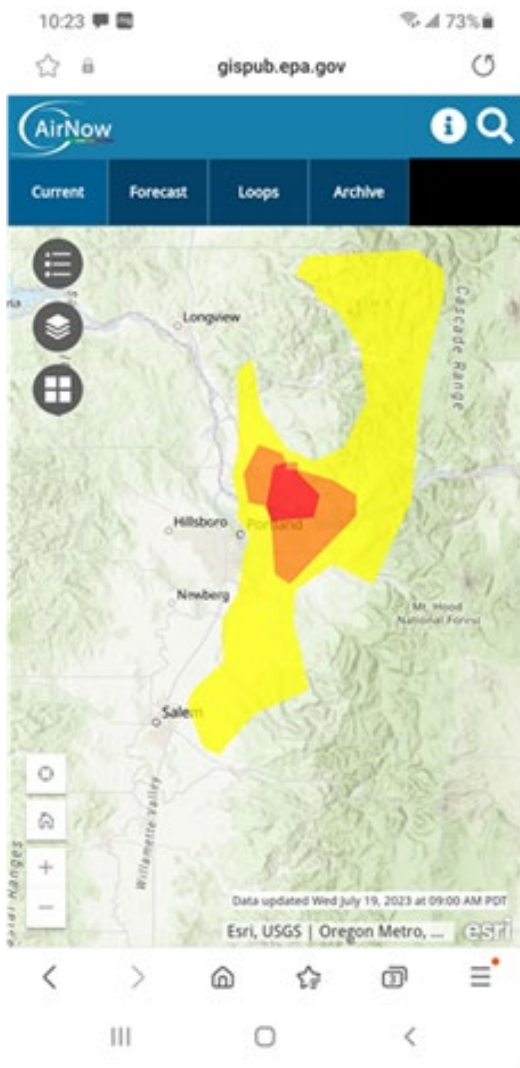 10:23 73%
gispub.epa.gov
AirNow
Current Forecast Loops Archive
Longview
Cascade Range
Hillsboro
Portland
Newberg
Mt. Hood
National Forest
Salem
Willamette Valley
Ranges
Data updated Wed July 19, 2023 at 09:00 AM PDT
Esri, USGS | Oregon Metro, ... esri
3